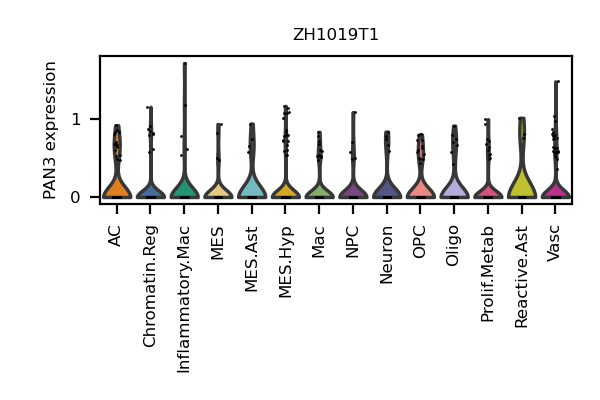 ZH1019T1
PAN3 expression
1
0
AC
Chromatin.Reg
Inflammatory.Mac
MES
MES.Ast
MES.Hyp
Mac
NPC
Neuron
OPC
Oligo
Prolif.Metab
Reactive.Ast
Vasc